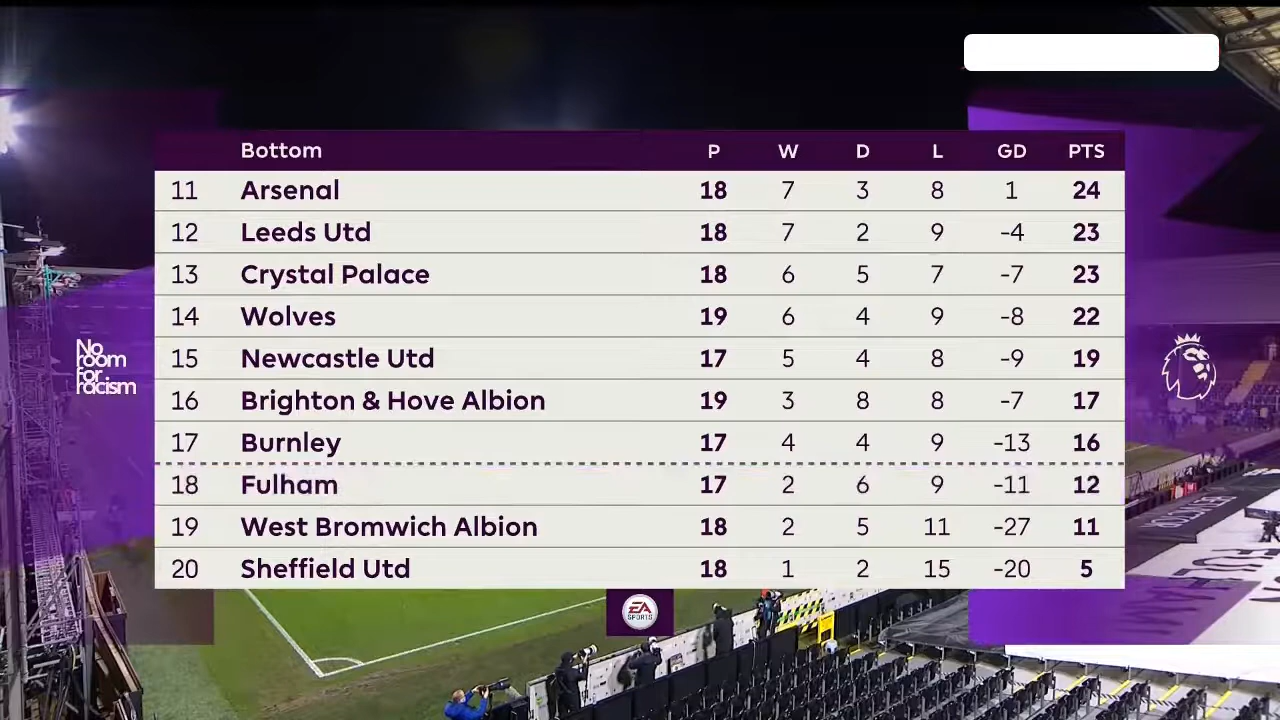 Bottom P W D L GD PTS
11 Arsenal 18 7 3 8 1 24
12 Leeds Utd 18 7 2 9 -4 23
13 Crystal Palace 18 6 5 7 -7 23
14 Wolves 19 6 4 9 -8 22
15 Newcastle Utd 17 5 4 8 -9 19
16 Brighton & Hove Albion 19 3 8 8 -7 17
17 Burnley 17 4 4 9 -13 16
18 Fulham 17 2 6 9 -11 12
19 West Bromwich Albion 18 2 5 11 -27 11
20 Sheffield Utd 18 1 2 15 -20 5
No
room
for
racism
EA
SPORTS